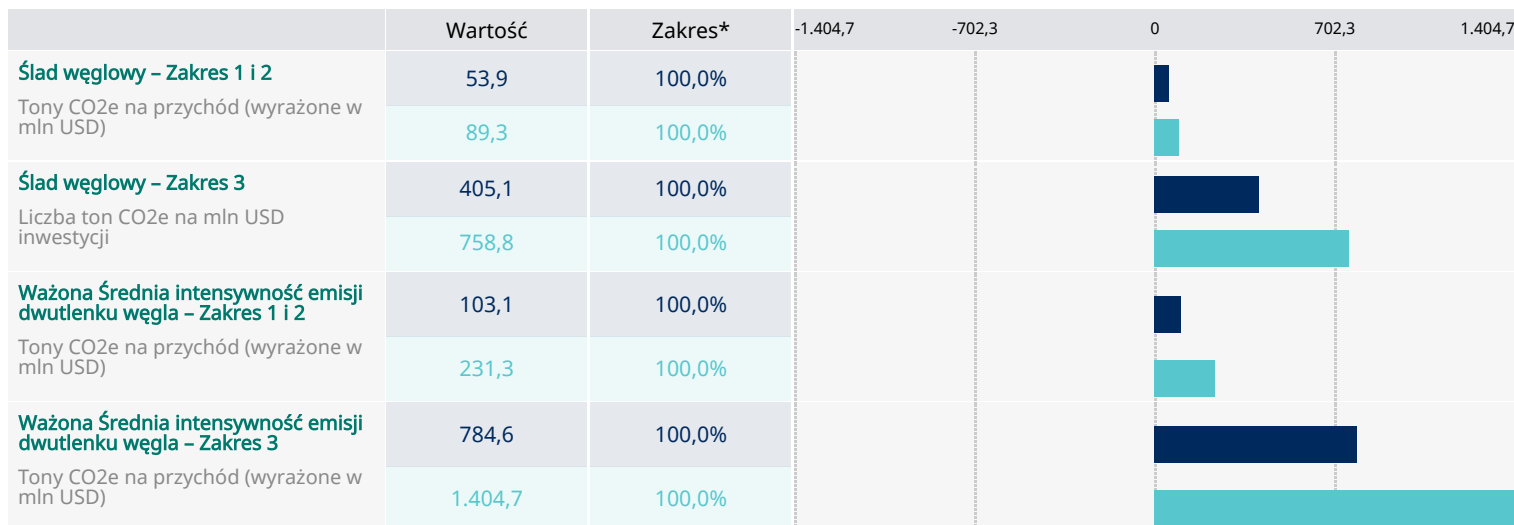 Wartość Zakres* -1.404,7 -702,3 0 702,3 1.404,7
Ślad węglowy – Zakres 1 i 2
Tony CO2e na przychód (wyrażone w
mln USD)
53,9 100,0%
89,3 100,0%
Ślad węglowy – Zakres 3
Liczba ton CO2e na mln USD
inwestycji
405,1 100,0%
758,8 100,0%
Ważona Średnia intensywność emisji
dwutlenku węgla – Zakres 1 i 2
Tony CO2e na przychód (wyrażone w
mln USD)
103,1 100,0%
231,3 100,0%
Ważona Średnia intensywność emisji
dwutlenku węgla – Zakres 3
Tony CO2e na przychód (wyrażone w
mln USD)
784,6 100,0%
1.404,7 100,0%